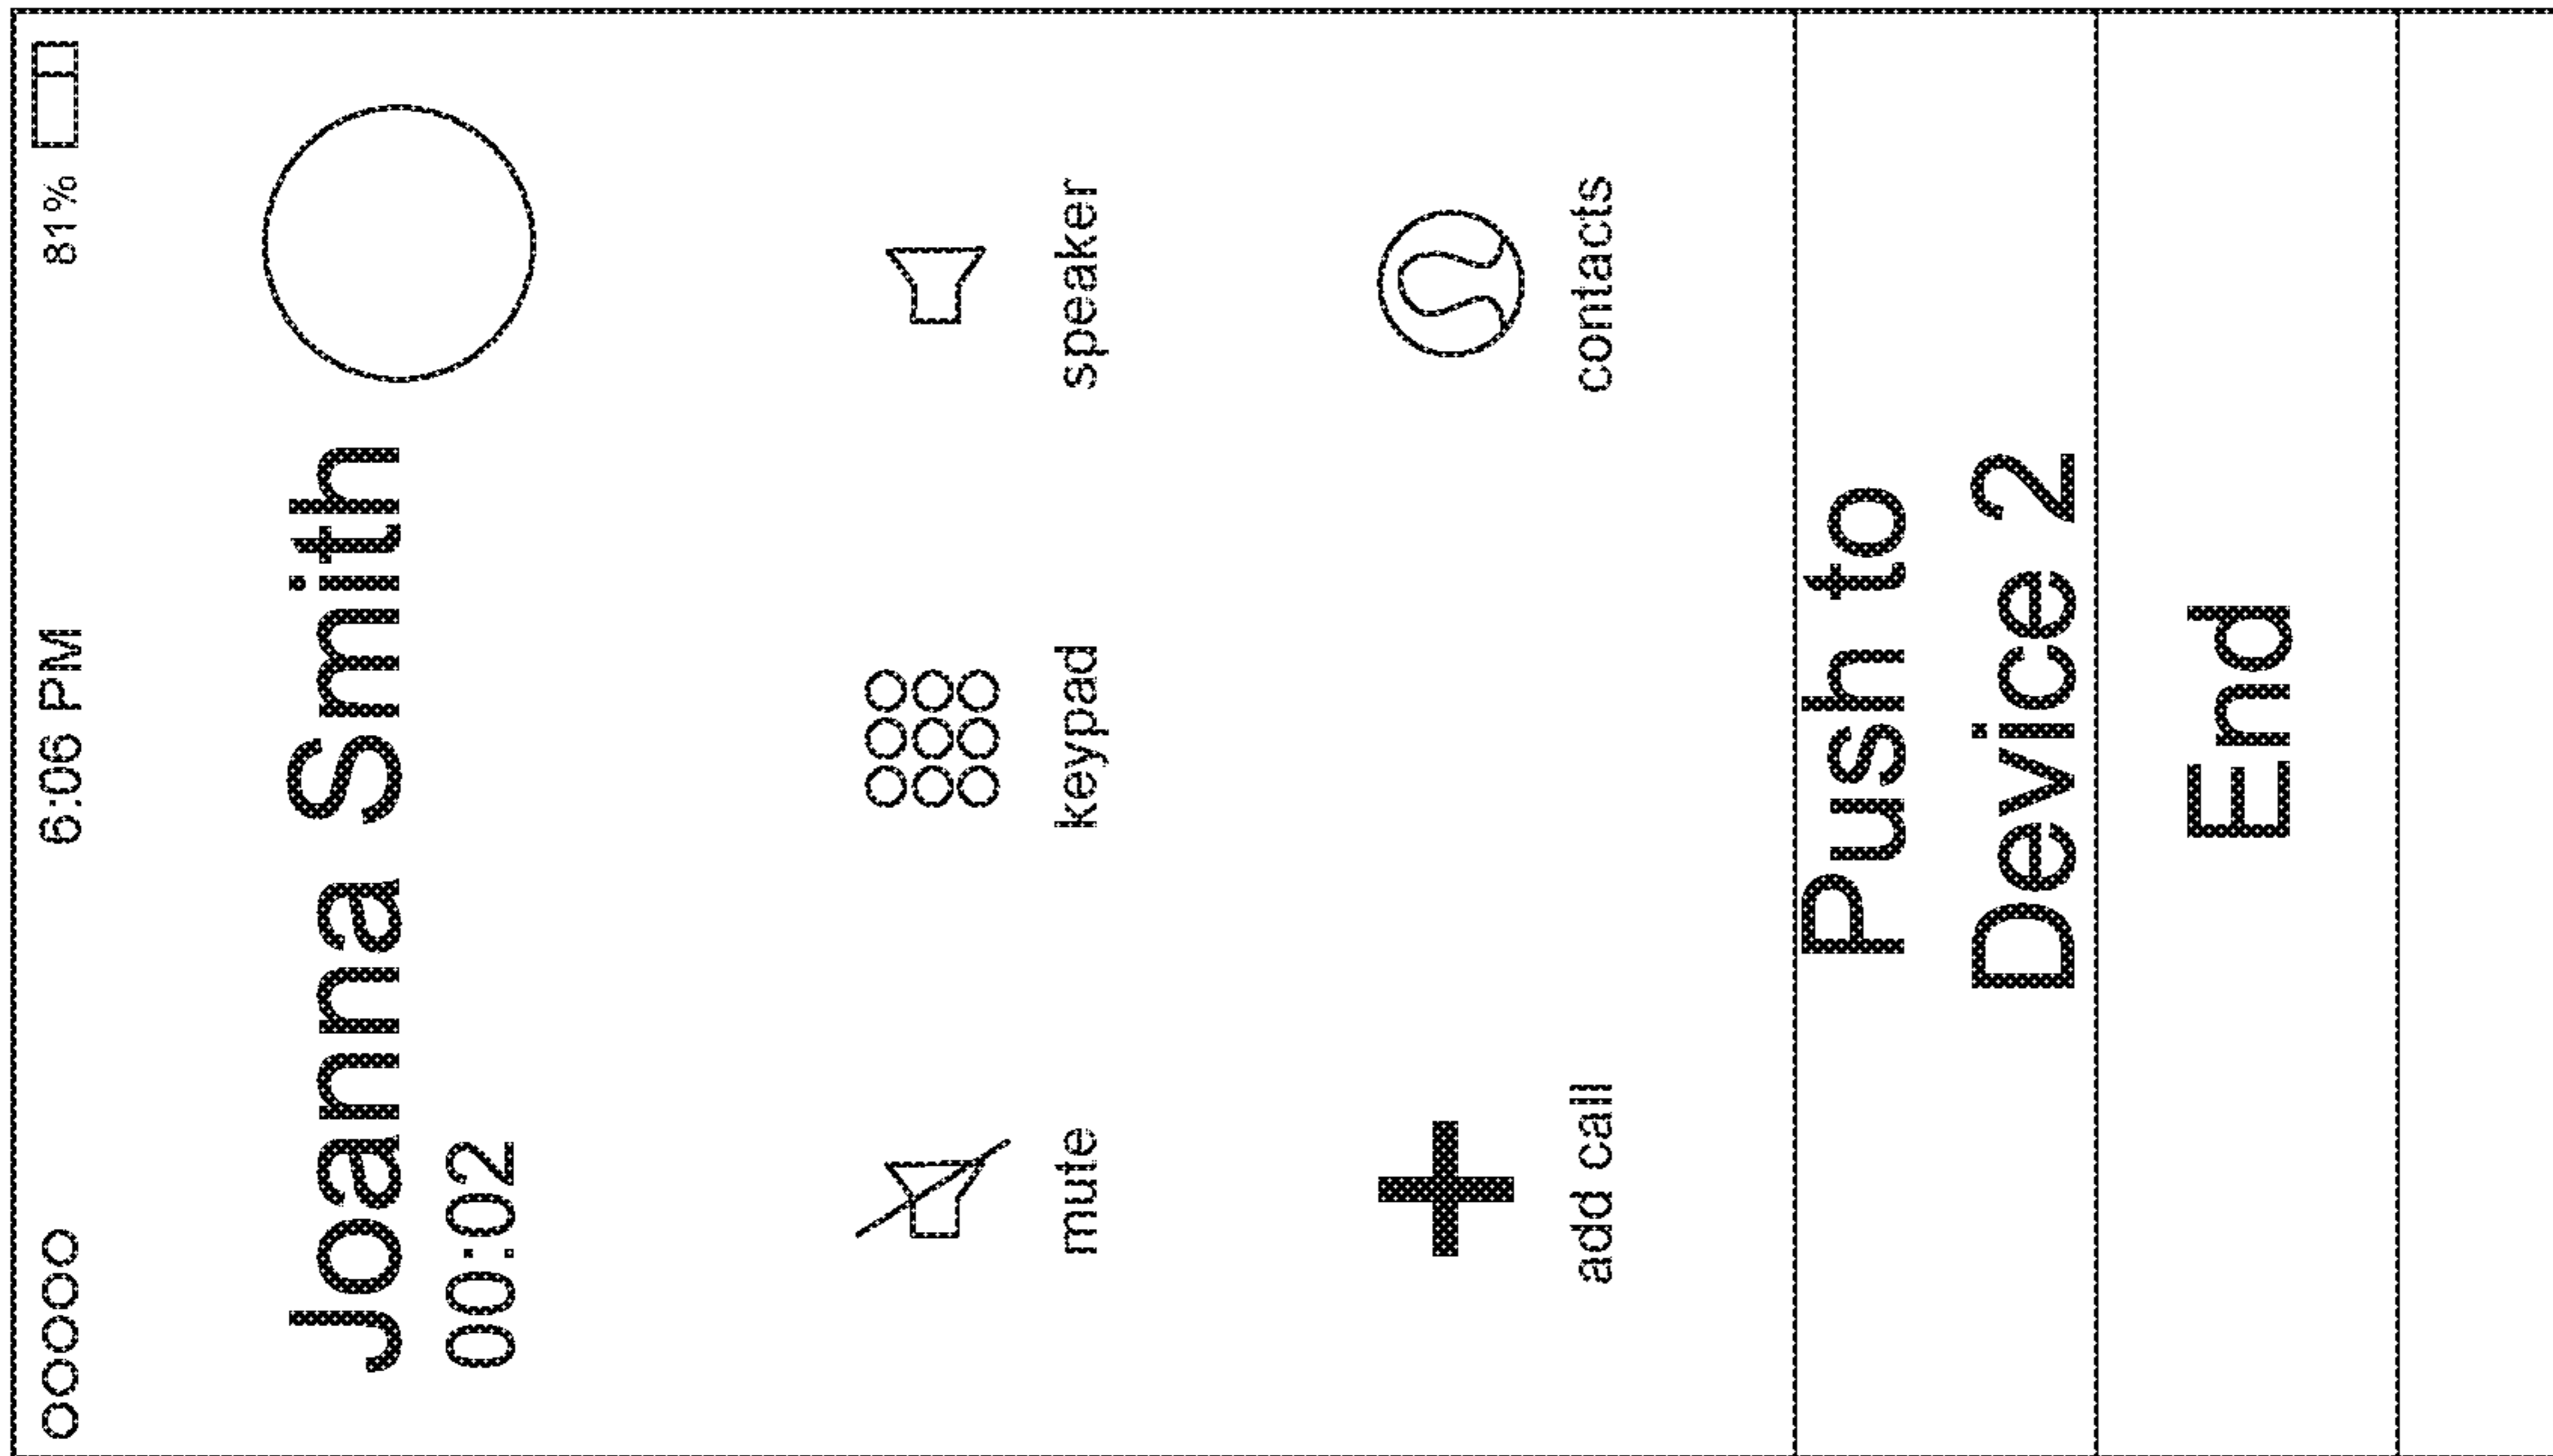 6:06 PM 81%
Joanna Smith
00:02
mute keypad speaker
add call contacts
Push to
Device 2
End